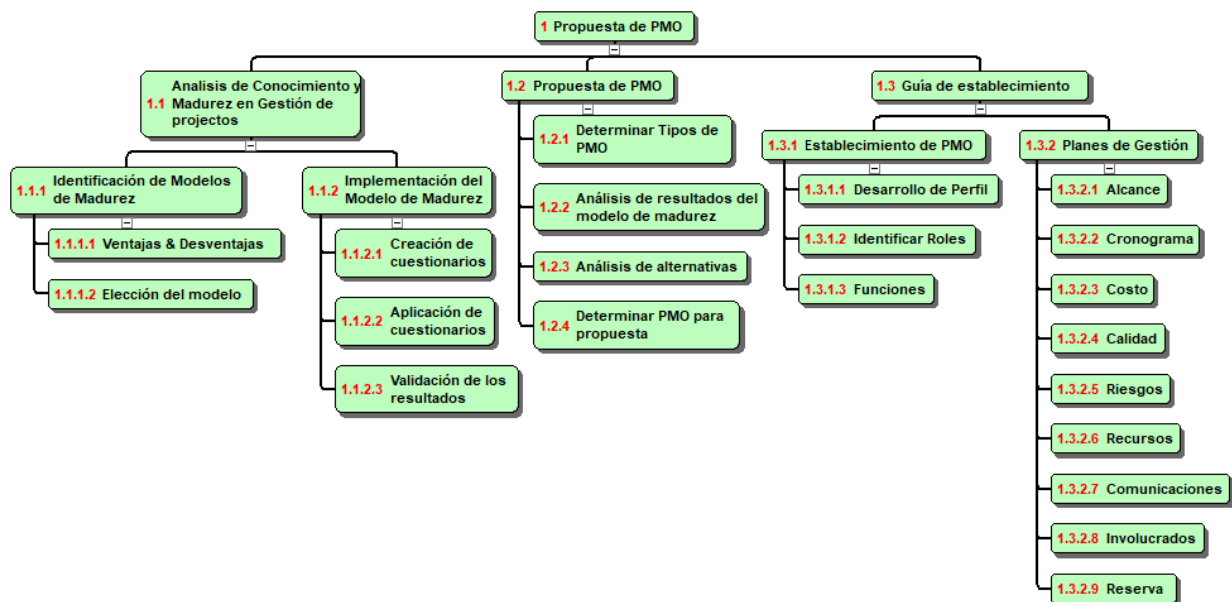 1 Propuesta de PMO
1.1 Analisis de Conocimiento y
Madurez en Gestión de
projectos
1.1.1 Identificación de Modelos
de Madurez
1.1.1.1 Ventajas & Desventajas
1.1.1.2 Elección del modelo
1.1.2 Implementación del
Modelo de Madurez
1.1.2.1 Creación de
cuestionarios
1.1.2.2 Aplicación de
cuestionarios
1.1.2.3 Validación de los
resultados
1.2 Propuesta de PMO
1.2.1 Determinar Tipos de
PMO
1.2.2 Análisis de resultados del
modelo de madurez
1.2.3 Análisis de alternativas
1.2.4 Determinar PMO para
propuesta
1.3 Guía de establecimiento
1.3.1 Establecimiento de PMO
1.3.1.1 Desarrollo de Perfil
1.3.1.2 Identificar Roles
1.3.1.3 Funciones
1.3.2 Planes de Gestión
1.3.2.1 Alcance
1.3.2.2 Cronograma
1.3.2.3 Costo
1.3.2.4 Calidad
1.3.2.5 Riesgos
1.3.2.6 Recursos
1.3.2.7 Comunicaciones
1.3.2.8 Involucrados
1.3.2.9 Reserva